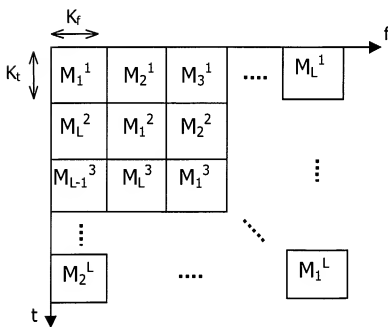 K_f
f
K_t
M_1^1 M_2^1 M_3^1 .... M_L^1
M_L^2 M_1^2 M_2^2
M_{L-1}^3 M_L^3 M_1^3
M_2^L .... M_1^L
t